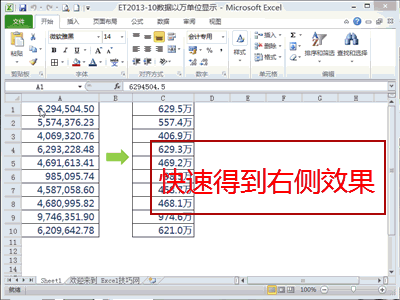 ET2013-10数据以万单位显示 - Microsoft Excel
文件 开始 插入 页面布局 公式 数据 审阅 视图
粘贴 微软雅黑 14 会计专用 样式 插入 删除 格式 排序和筛选 查找和选择
剪贴板 字体 对齐方式 数字 单元格 编辑
A1 fx 6294504.5
A B C D E F G H
1 6,294,504.50 629.5万
2 5,574,376.23 557.4万
3 4,069,320.76 406.9万
4 6,293,228.48 629.3万
5 4,691,613.41 469.2万
6 985,095.74
7 4,587,058.60
8 4,680,995.82 468.1万
9 9,746,351.90 974.6万
10 6,209,642.78 621.0万
11
12
13
14
快速得到右侧效果
Sheet1 欢迎来到 Excel技巧网
就绪 100%